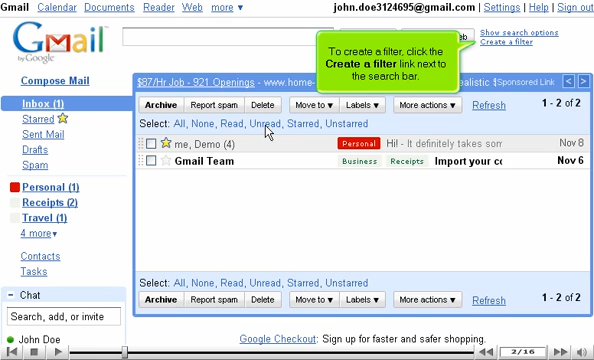 Gmail Calendar Documents Reader Web more ▼ john.doe3124695@gmail.com | Settings | Help | Sign out
Gmail
by Google
Show search options
Create a filter
To create a filter, click the
Create a filter link next to
the search bar.
Compose Mail
Inbox (1)
Starred
Sent Mail
Drafts
Spam
Personal (1)
Receipts (2)
Travel (1)
4 more▼
Contacts
Tasks
– Chat
Search, add, or invite
John Doe
$87/Hr Job - 921 Openings - www.home- Sponsored Link < >
Archive Report spam Delete Move to ▼ Labels ▼ More actions ▼ Refresh 1 - 2 of 2
Select: All, None, Read, Unread, Starred, Unstarred
me, Demo (4) Personal Hi! - It definitely takes som Nov 8
Gmail Team Business Receipts Import your co Nov 6
Select: All, None, Read, Unread, Starred, Unstarred
Archive Report spam Delete Move to ▼ Labels ▼ More actions ▼ Refresh 1 - 2 of 2
Google Checkout: Sign up for faster and safer shopping.
2/16